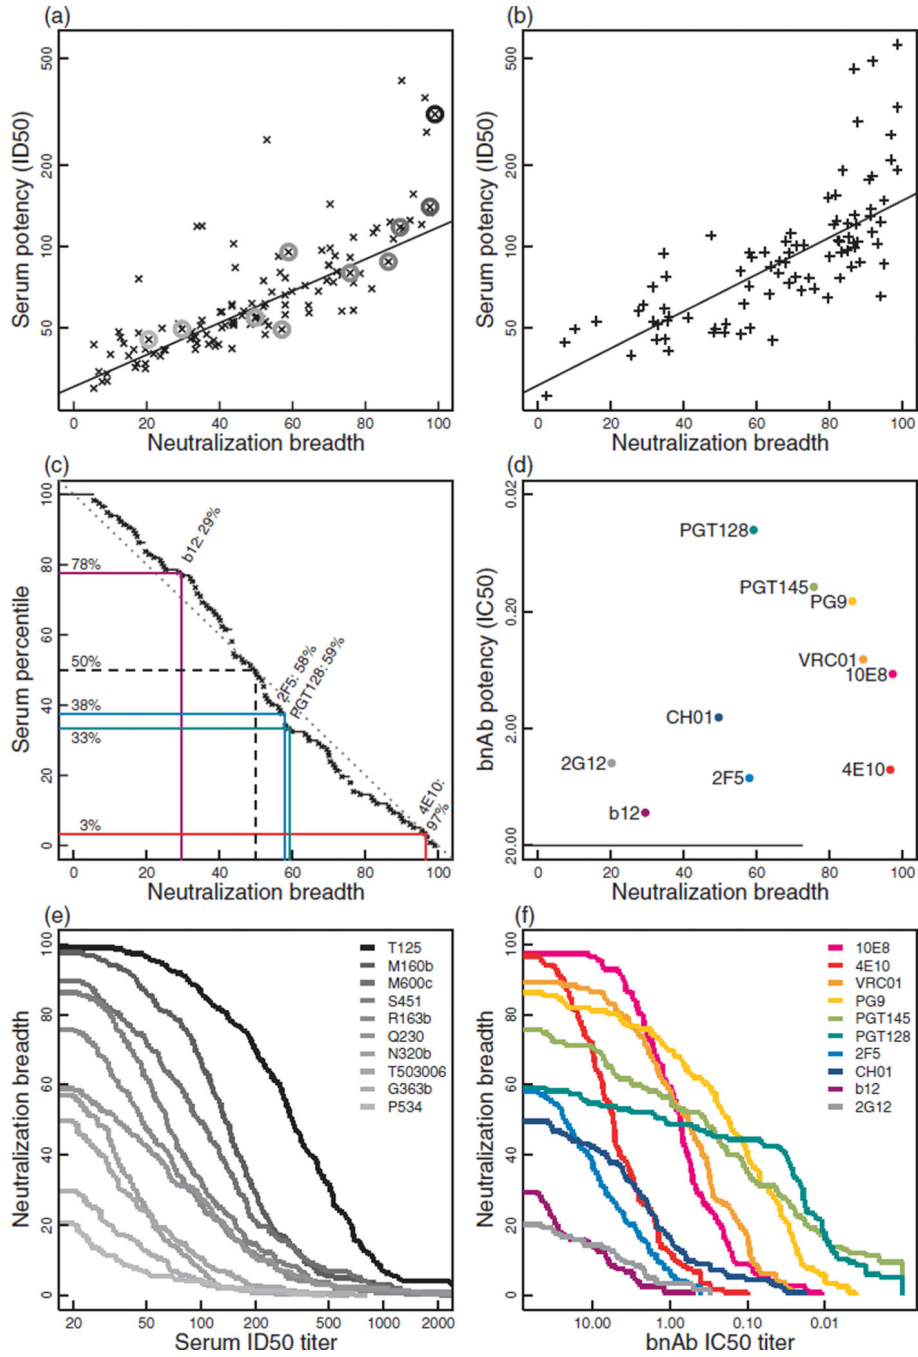 (a)
Serum potency (ID50)
50
100
200
500
0
20
40
60
80
100
Neutralization breadth
(b)
Serum potency (ID50)
50
100
200
500
0
20
40
60
80
100
Neutralization breadth
(c)
Serum percentile
100
80
60
40
20
0
78%
50%
38%
33%
3%
b12: 29%
2F5: 58%
PGT128: 59%
4E10:
97%
0
20
40
60
80
100
Neutralization breadth
(d)
bnAb potency (IC50)
0.02
0.20
2.00
20.00
PGT128
PGT145
PG9
VRC01
10E8
CH01
2G12
2F5
4E10
b12
0
20
40
60
80
100
Neutralization breadth
(e)
Neutralization breadth
100
80
60
40
20
0
T125
M160b
M600c
S451
R163b
Q230
N320b
T503006
G363b
P534
20
50
100
200
500
1000
2000
Serum ID50 titer
(f)
Neutralization breadth
100
80
60
40
20
0
10E8
4E10
VRC01
PG9
PGT145
PGT128
2F5
CH01
b12
2G12
10.00
1.00
0.10
0.01
bnAb IC50 titer